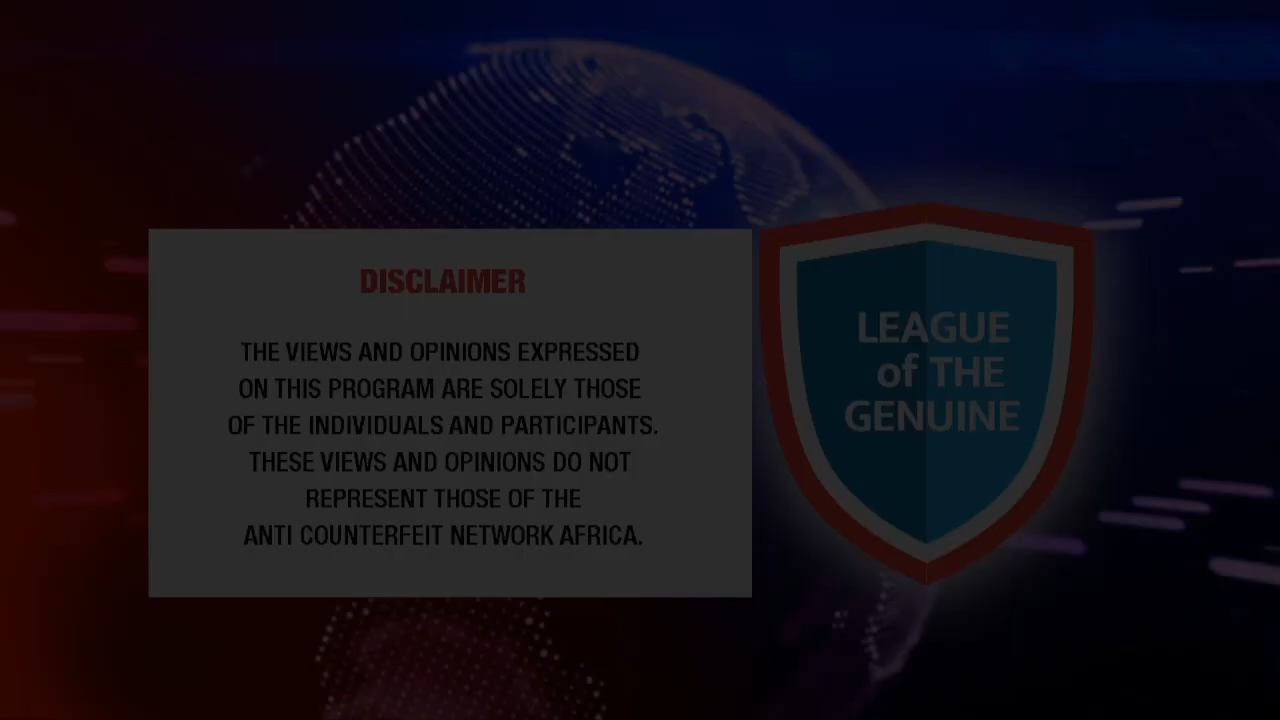 DISCLAIMER
THE VIEWS AND OPINIONS EXPRESSED
ON THIS PROGRAM ARE SOLELY THOSE
OF THE INDIVIDUALS AND PARTICIPANTS.
THESE VIEWS AND OPINIONS DO NOT
REPRESENT THOSE OF THE
ANTI COUNTERFEIT NETWORK AFRICA.
LEAGUE
of THE
GENUINE